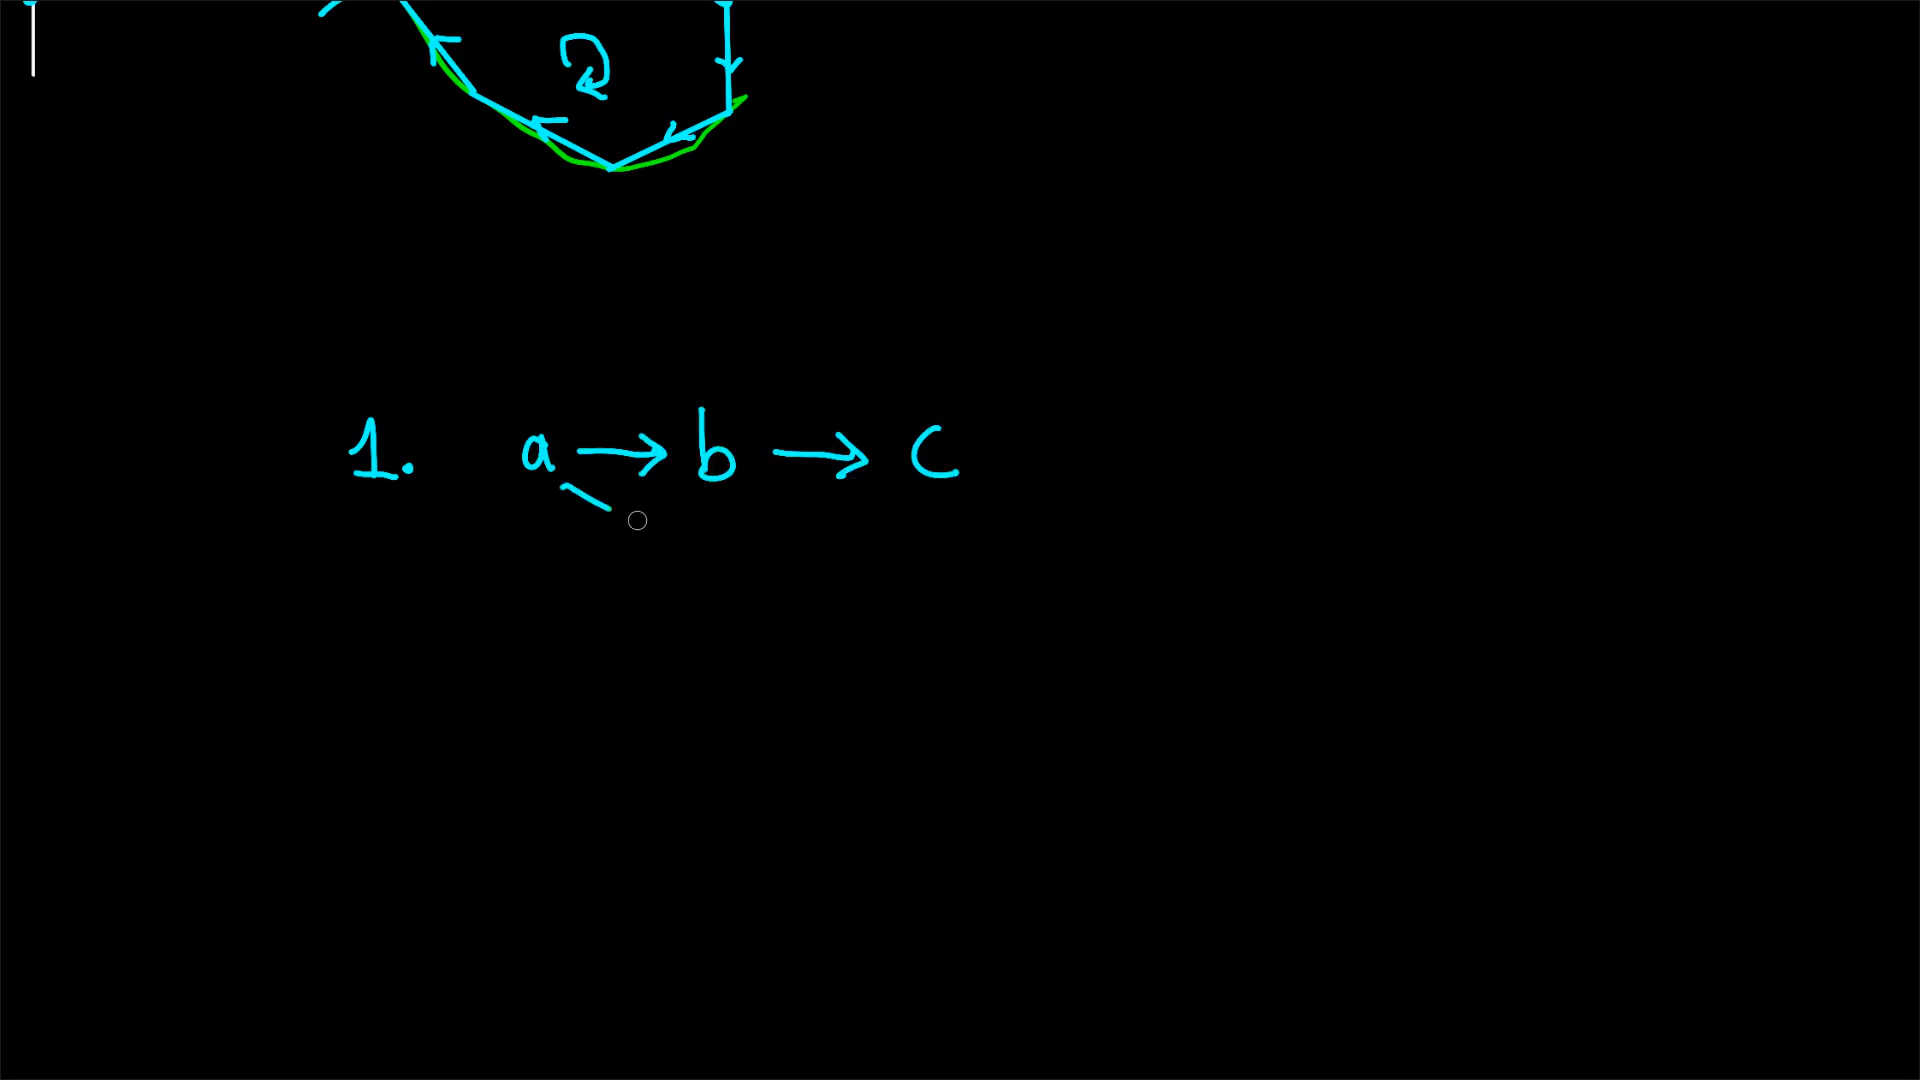 1. a → b → c